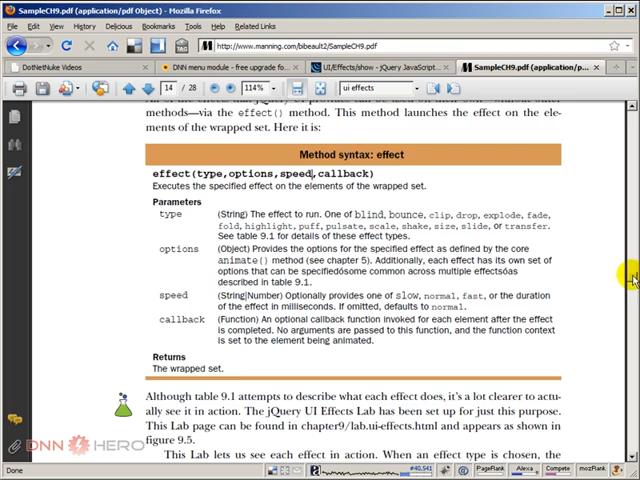 SampleCH9.pdf (application/pdf Object) - Mozilla Firefox
File Edit View History Delicious Bookmarks Tools Related Links Help
http://www.manning.com/bibeault2/SampleCH9.pdf
DotNetNuke Videos
DNN menu module - free upgrade f...
UI/Effects/show - jQuery JavaScript...
SampleCH9.pdf (application/p...
14 / 28
114%
ui effects
methods—via the effect() method. This method launches the effect on the ele-
ments of the wrapped set. Here it is:
Method syntax: effect
effect(type,options,speed,callback)
Executes the specified effect on the elements of the wrapped set.
Parameters
type (String) The effect to run. One of blind, bounce, clip, drop, explode, fade,
fold, highlight, puff, pulsate, scale, shake, size, slide, or transfer.
See table 9.1 for details of these effect types.
options (Object) Provides the options for the specified effect as defined by the core
animate() method (see chapter 5). Additionally, each effect has its own set of
options that can be specifiedósome common across multiple effectsóas
described in table 9.1.
speed (String|Number) Optionally provides one of slow, normal, fast, or the duration
of the effect in milliseconds. If omitted, defaults to normal.
callback (Function) An optional callback function invoked for each element after the effect
is completed. No arguments are passed to this function, and the function context
is set to the element being animated.
Returns
The wrapped set.
Although table 9.1 attempts to describe what each effect does, it's a lot clearer to actu-
ally see it in action. The jQuery UI Effects Lab has been set up for just this purpose.
This Lab page can be found in chapter9/lab.ui-effects.html and appears as shown in
figure 9.5.
This Lab lets us see each effect in action. When an effect type is chosen, the
DNN HERO
Done
#40,541
PageRank
Alexa
Compete
mozRank